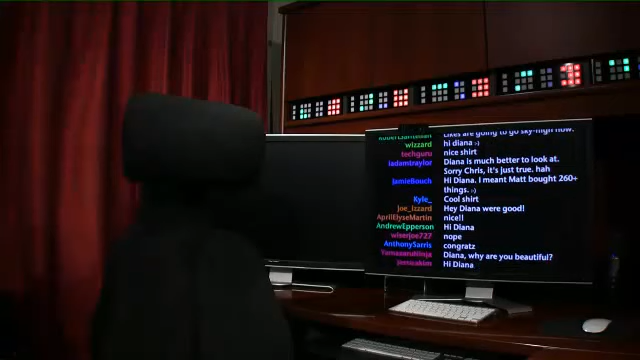 Likes are going to go sky-high now.
wizzard hi diana :-)
techguru nice shirt
iadamtraylor Diana is much better to look at.
Sorry Chris, it's just true. hah
JamieBouch Hi Diana. I meant Matt bought 260+
things. :-)
Kyle_ Cool shirt
joe_izzard Hey Diana were good!
AprilElyseMartin nice!!
AndrewEpperson Hi Diana
nope
AnthonySarris congratz
Diana, why are you beautiful?
Hi Diana